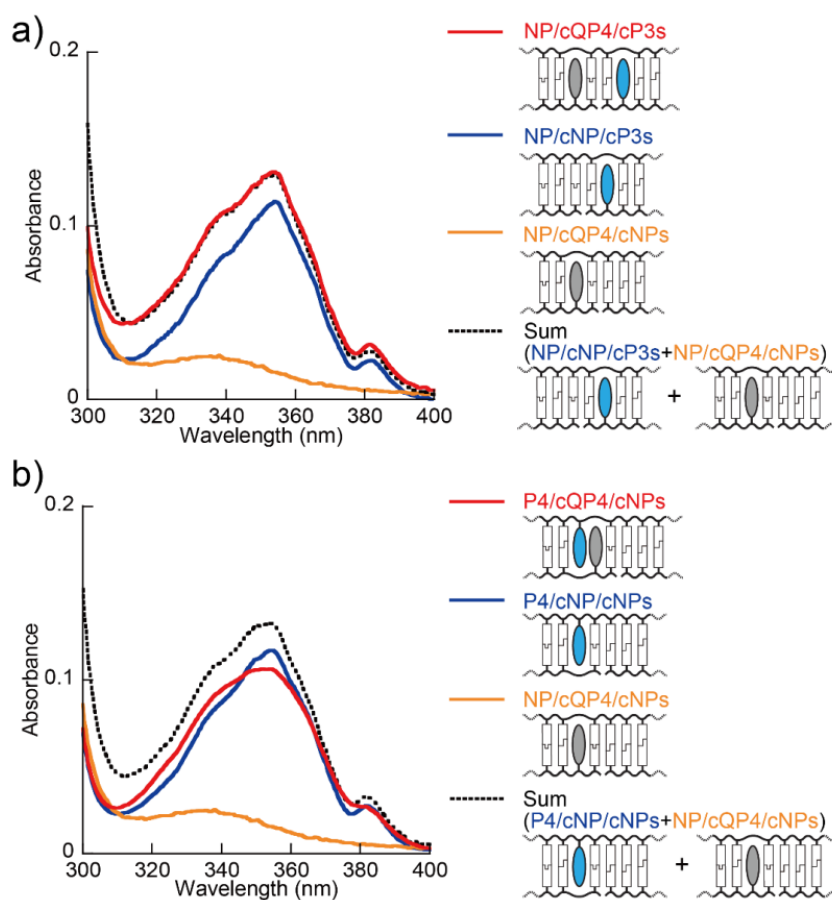 a)
0.2
0.1
0
Absorbance
300 320 340 360 380 400
Wavelength (nm)
NP/cQP4/cP3s
NP/cNP/cP3s
NP/cQP4/cNPs
Sum
(NP/cNP/cP3s+NP/cQP4/cNPs)
+
b)
0.2
0.1
0
Absorbance
300 320 340 360 380 400
Wavelength (nm)
P4/cQP4/cNPs
P4/cNP/cNPs
NP/cQP4/cNPs
Sum
(P4/cNP/cNPs+NP/cQP4/cNPs)
+